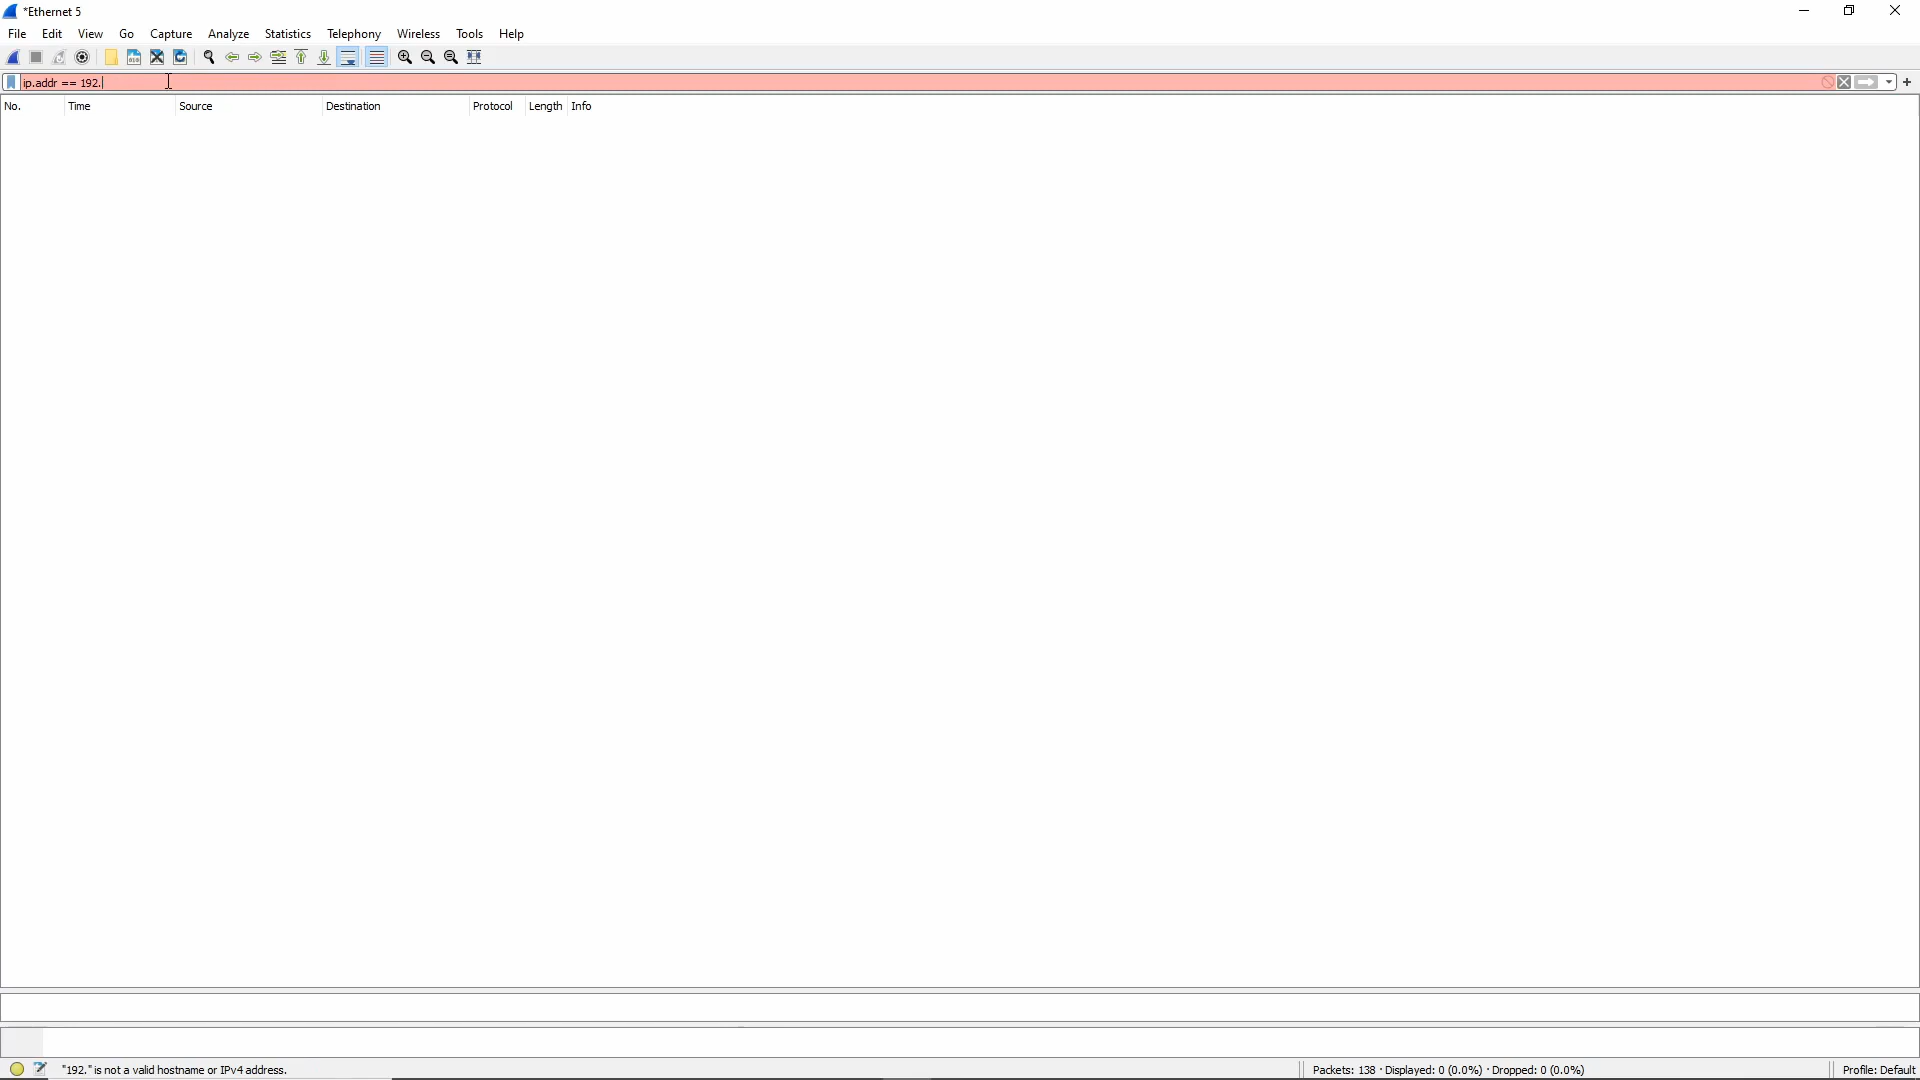 *Ethernet 5
File Edit View Go Capture Analyze Statistics Telephony Wireless Tools Help
ip.addr == 192.
No. Time Source Destination Protocol Length Info
"192." is not a valid hostname or IPv4 address. Packets: 138 · Displayed: 0 (0.0%) · Dropped: 0 (0.0%) Profile: Default